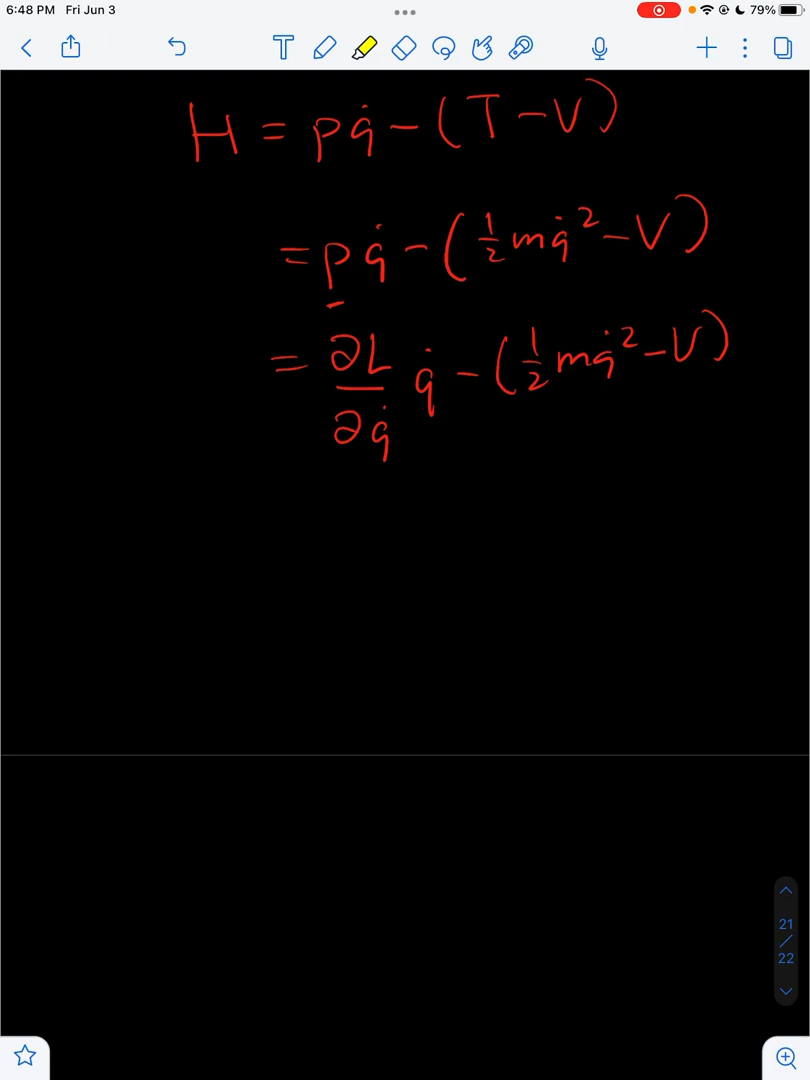 6:48 PM Fri Jun 3
79%
T
H = pq̇ - (T - V)
= pq̇ - (½mq̇² - V)
= ∂L/∂q̇ q̇ - (½mq̇² - V)
21
/
22